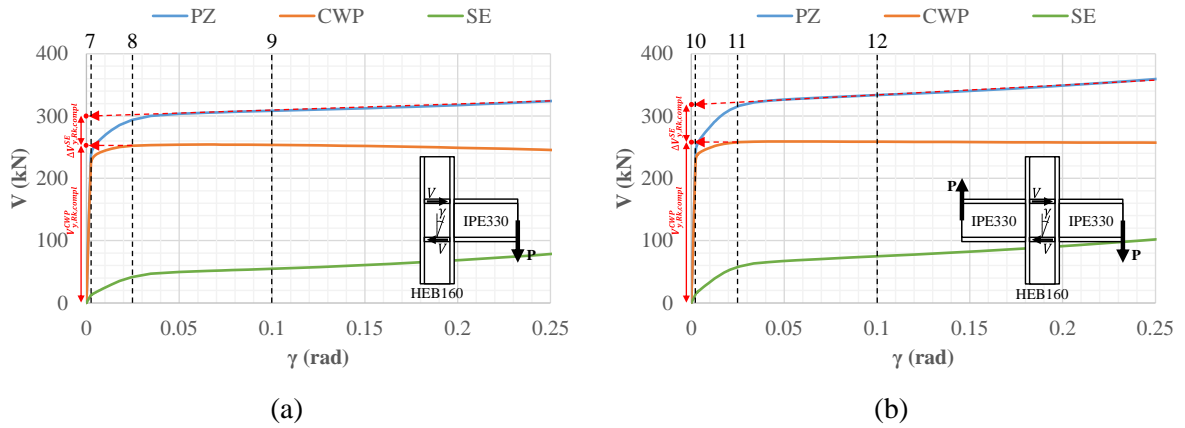 PZ CWP SE
7 8 9
400
300
200
100
0
V (kN)
ΔV^SE_y,Rk,compl
V^CWP_y,Rk,compl
V
γ
V
IPE330
P
HEB160
0 0.05 0.1 0.15 0.2 0.25
γ (rad)
(a)
PZ CWP SE
10 11 12
400
300
200
100
0
V (kN)
ΔV^SE_y,Rk,compl
V^CWP_y,Rk,compl
P
IPE330
V
γ
V
IPE330
P
HEB160
0 0.05 0.1 0.15 0.2 0.25
γ (rad)
(b)